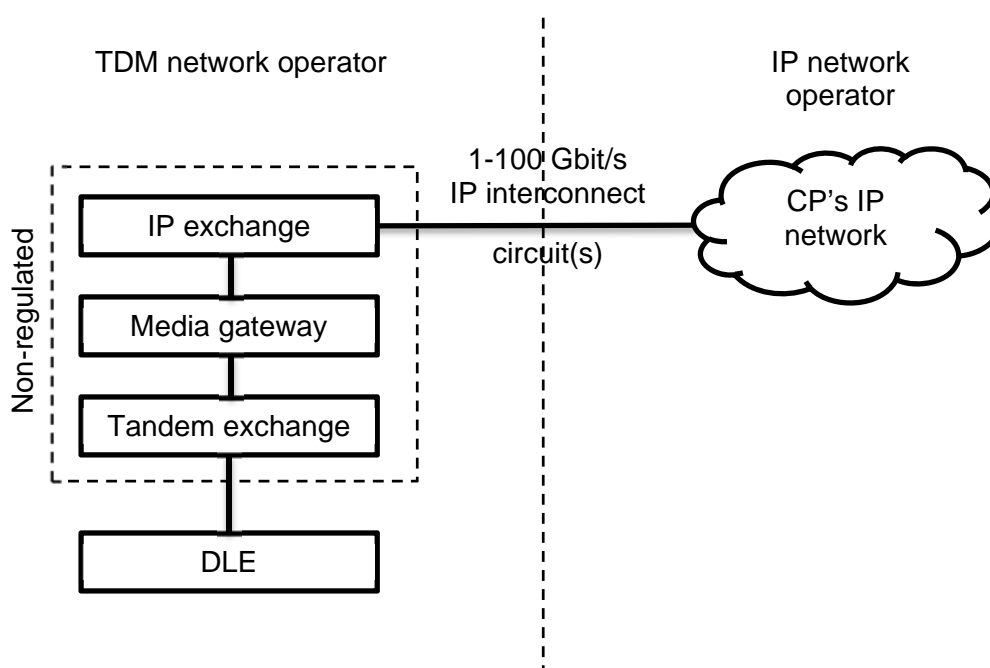 TDM network operator
IP network
operator
1-100 Gbit/s
IP interconnect
circuit(s)
CP’s IP
network
Non-regulated
IP exchange
Media gateway
Tandem exchange
DLE